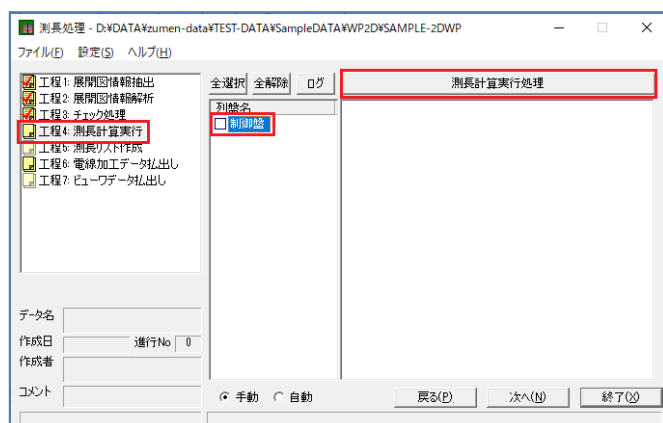 測長処理 - D:¥DATA¥zumen-data¥TEST-DATA¥SampleDATA¥WP2D¥SAMPLE-2DWP
ファイル(F) 設定(S) ヘルプ(H)
工程1: 展開図情報抽出
工程2: 展開図情報解析
工程3: チェック処理
工程4: 測長計算実行
工程5: 測長リスト作成
工程6: 電線加工データ払出し
工程7: ビューワデータ払出し
全選択 全解除 ログ 測長計算実行処理
列盤名
制御盤
データ名
作成日 進行No 0
作成者
コメント
手動 自動 戻る(P) 次へ(N) 終了(X)